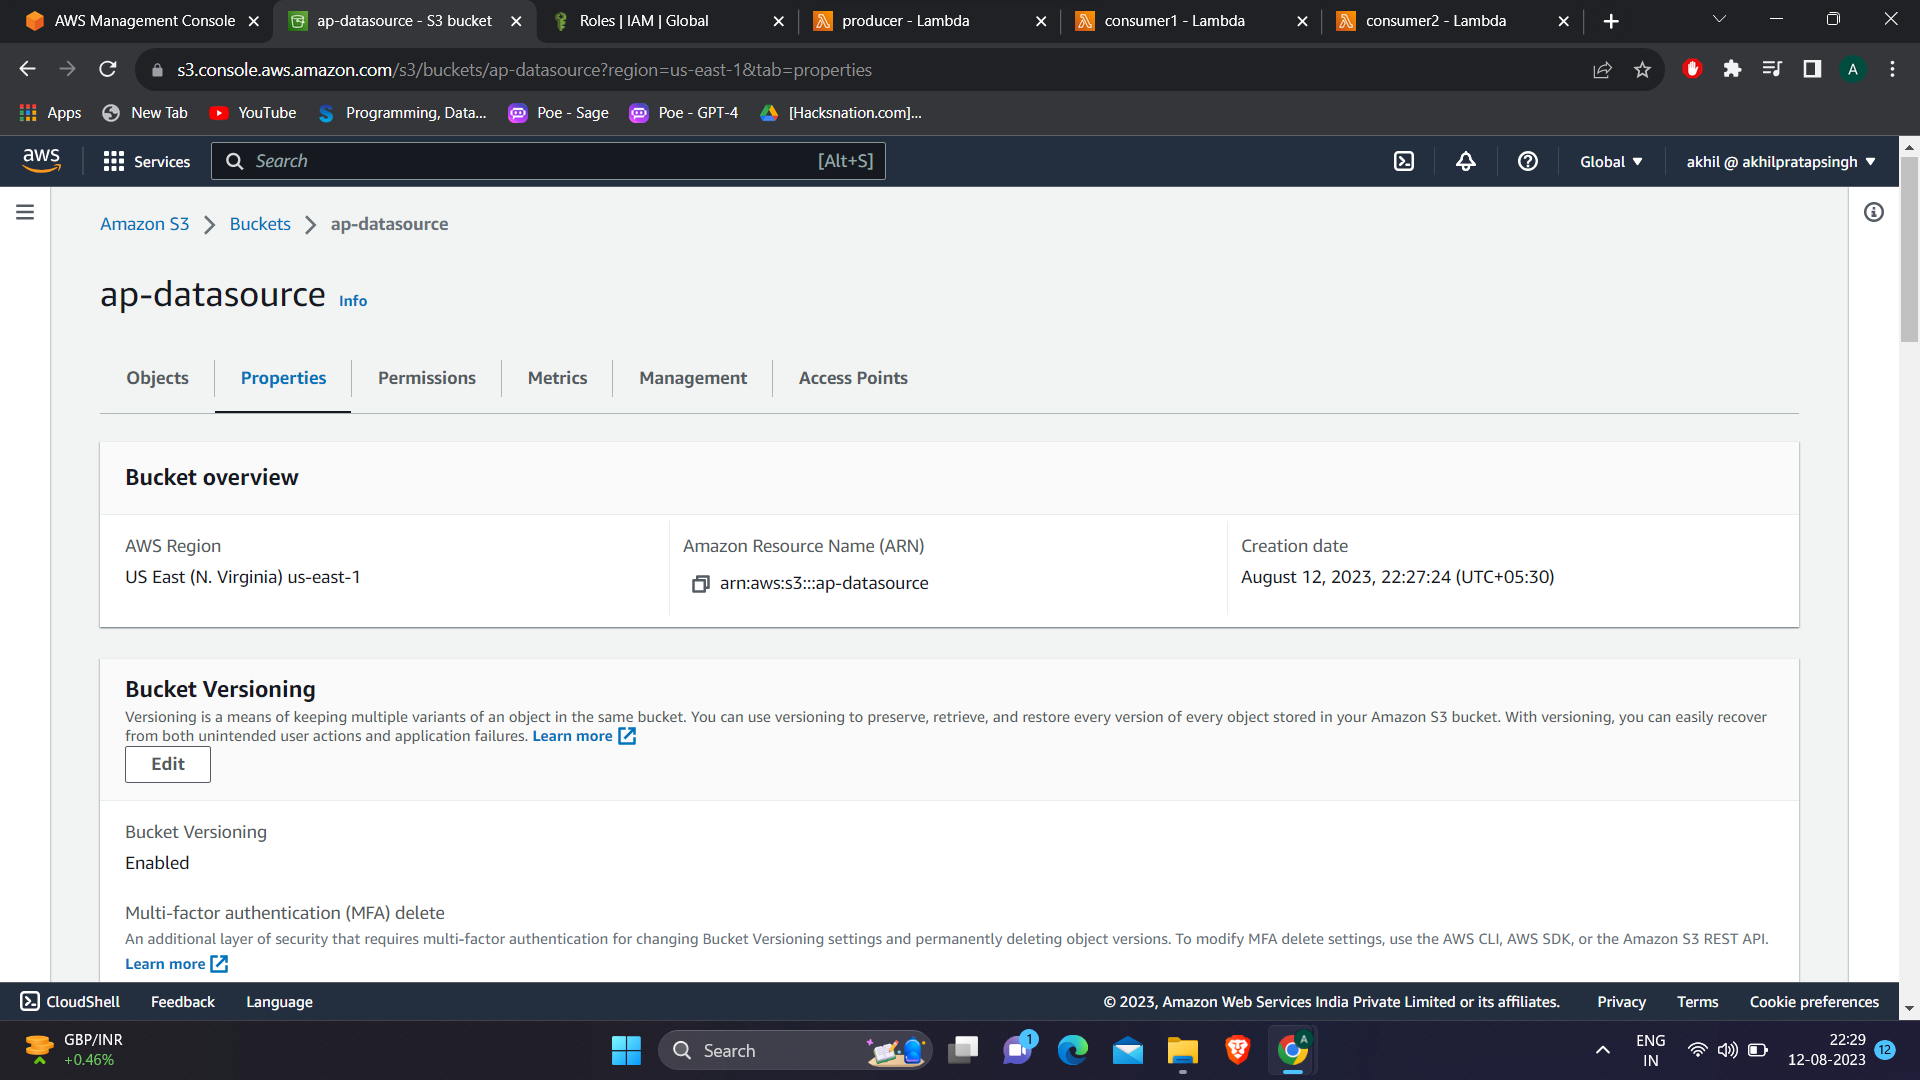 AWS Management Console
ap-datasource - S3 bucket
Roles | IAM | Global
producer - Lambda
consumer1 - Lambda
consumer2 - Lambda
s3.console.aws.amazon.com/s3/buckets/ap-datasource?region=us-east-1&tab=properties
A
Apps
New Tab
YouTube
Programming, Data...
Poe - Sage
Poe - GPT-4
[Hacksnation.com]...
aws
Services
Search
[Alt+S]
Global
akhil @ akhilpratapsingh
Amazon S3
Buckets
ap-datasource
ap-datasource Info
Objects
Properties
Permissions
Metrics
Management
Access Points
Bucket overview
AWS Region
US East (N. Virginia) us-east-1
Amazon Resource Name (ARN)
arn:aws:s3:::ap-datasource
Creation date
August 12, 2023, 22:27:24 (UTC+05:30)
Bucket Versioning
Versioning is a means of keeping multiple variants of an object in the same bucket. You can use versioning to preserve, retrieve, and restore every version of every object stored in your Amazon S3 bucket. With versioning, you can easily recover
from both unintended user actions and application failures. Learn more
Edit
Bucket Versioning
Enabled
Multi-factor authentication (MFA) delete
An additional layer of security that requires multi-factor authentication for changing Bucket Versioning settings and permanently deleting object versions. To modify MFA delete settings, use the AWS CLI, AWS SDK, or the Amazon S3 REST API.
Learn more
CloudShell
Feedback
Language
© 2023, Amazon Web Services India Private Limited or its affiliates.
Privacy
Terms
Cookie preferences
GBP/INR
+0.46%
Search
1
A
ENG
IN
22:29
12-08-2023
12